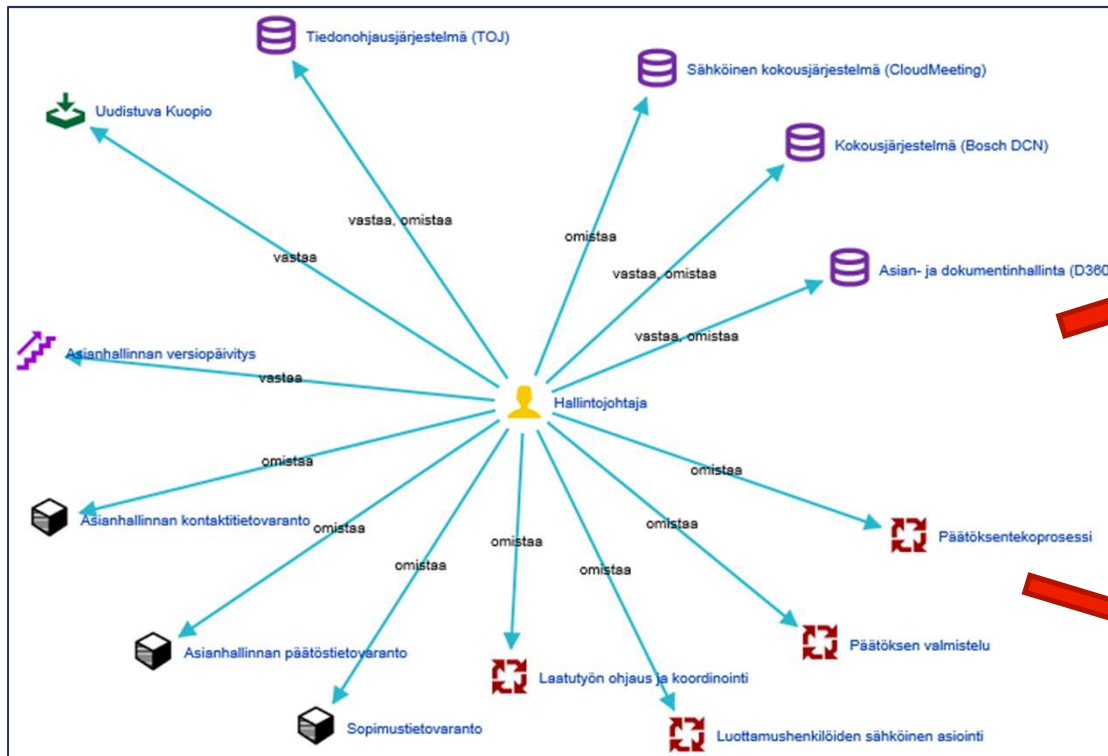 Tiedonohjausjärjestelmä (TOJ)
Sähköinen kokousjärjestelmä (CloudMeeting)
Uudistuva Kuopio
Kokousjärjestelmä (Bosch DCN)
vastaa, omistaa
omistaa
vastaa
vastaa, omistaa
Asian- ja dokumentinhallinta (D360
vastaa, omistaa
Asianhallinnan versiopäivitys
vastaa
Hallintojohtaja
omistaa
omistaa
Asianhallinnan kontaktitietovaranto
omistaa
omistaa
omistaa
Päätöksentekoprosessi
omistaa
omistaa
Asianhallinnan päätöstietovaranto
Päätöksen valmistelu
Laatutyön ohjaus ja koordinointi
Sopimustietovaranto
Luottamushenkilöiden sähköinen asiointi